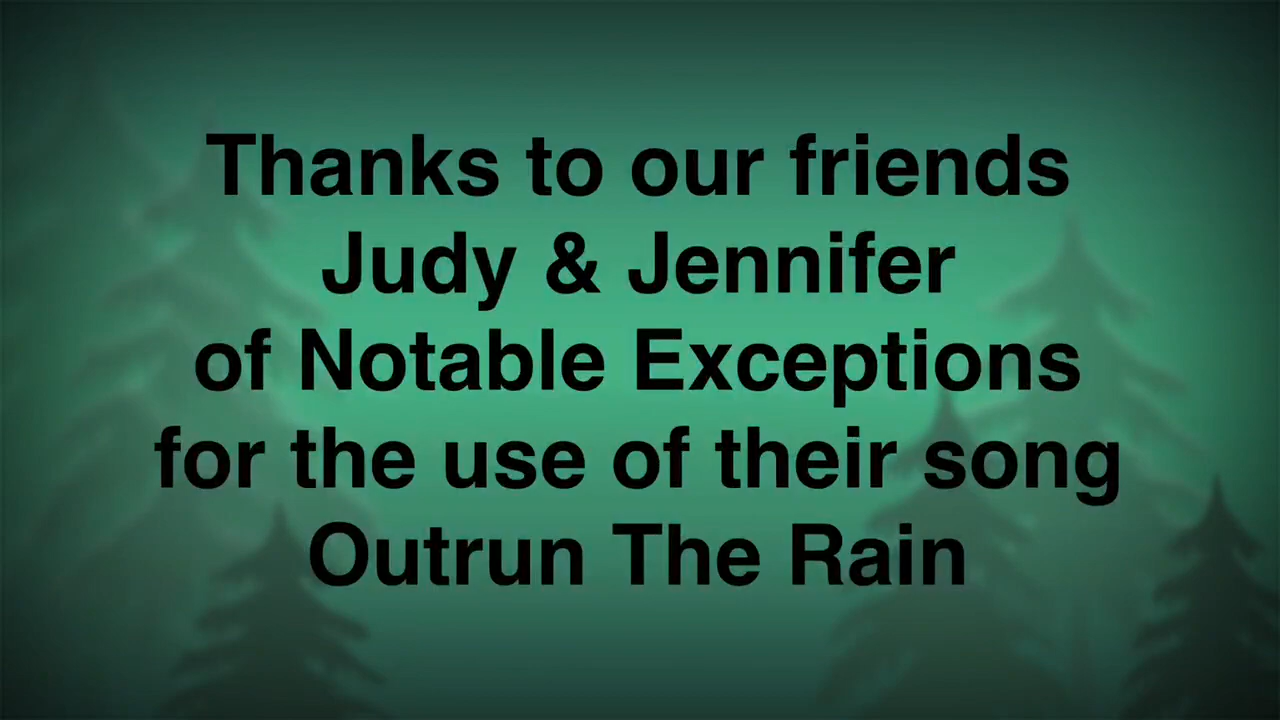 Thanks to our friends
Judy & Jennifer
of Notable Exceptions
for the use of their song
Outrun The Rain